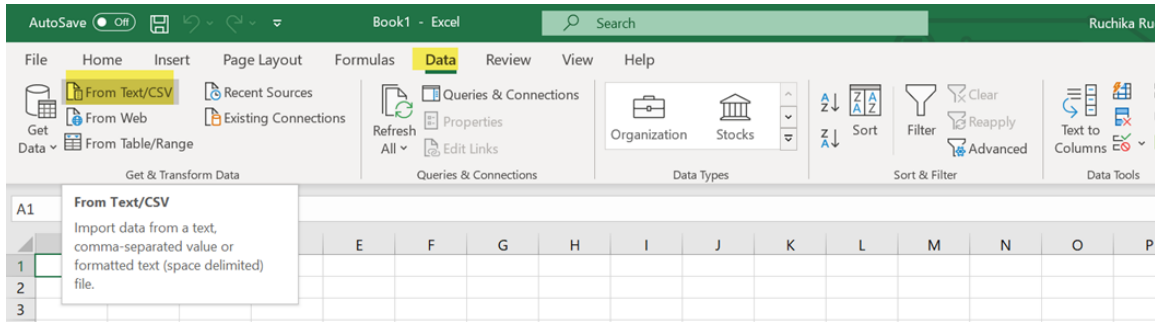 AutoSave Off Book1 - Excel Search Ruchika Ru
File Home Insert Page Layout Formulas Data Review View Help
From Text/CSV Recent Sources
From Web Existing Connections
From Table/Range
Get
Data
Get & Transform Data
Refresh
All
Queries & Connections
Properties
Edit Links
Queries & Connections
Organization Stocks
Data Types
Sort
Filter
Clear
Reapply
Advanced
Sort & Filter
Text to
Columns
Data Tools
A1
From Text/CSV
Import data from a text,
comma-separated value or
formatted text (space delimited)
file.
E F G H I J K L M N O P
1
2
3